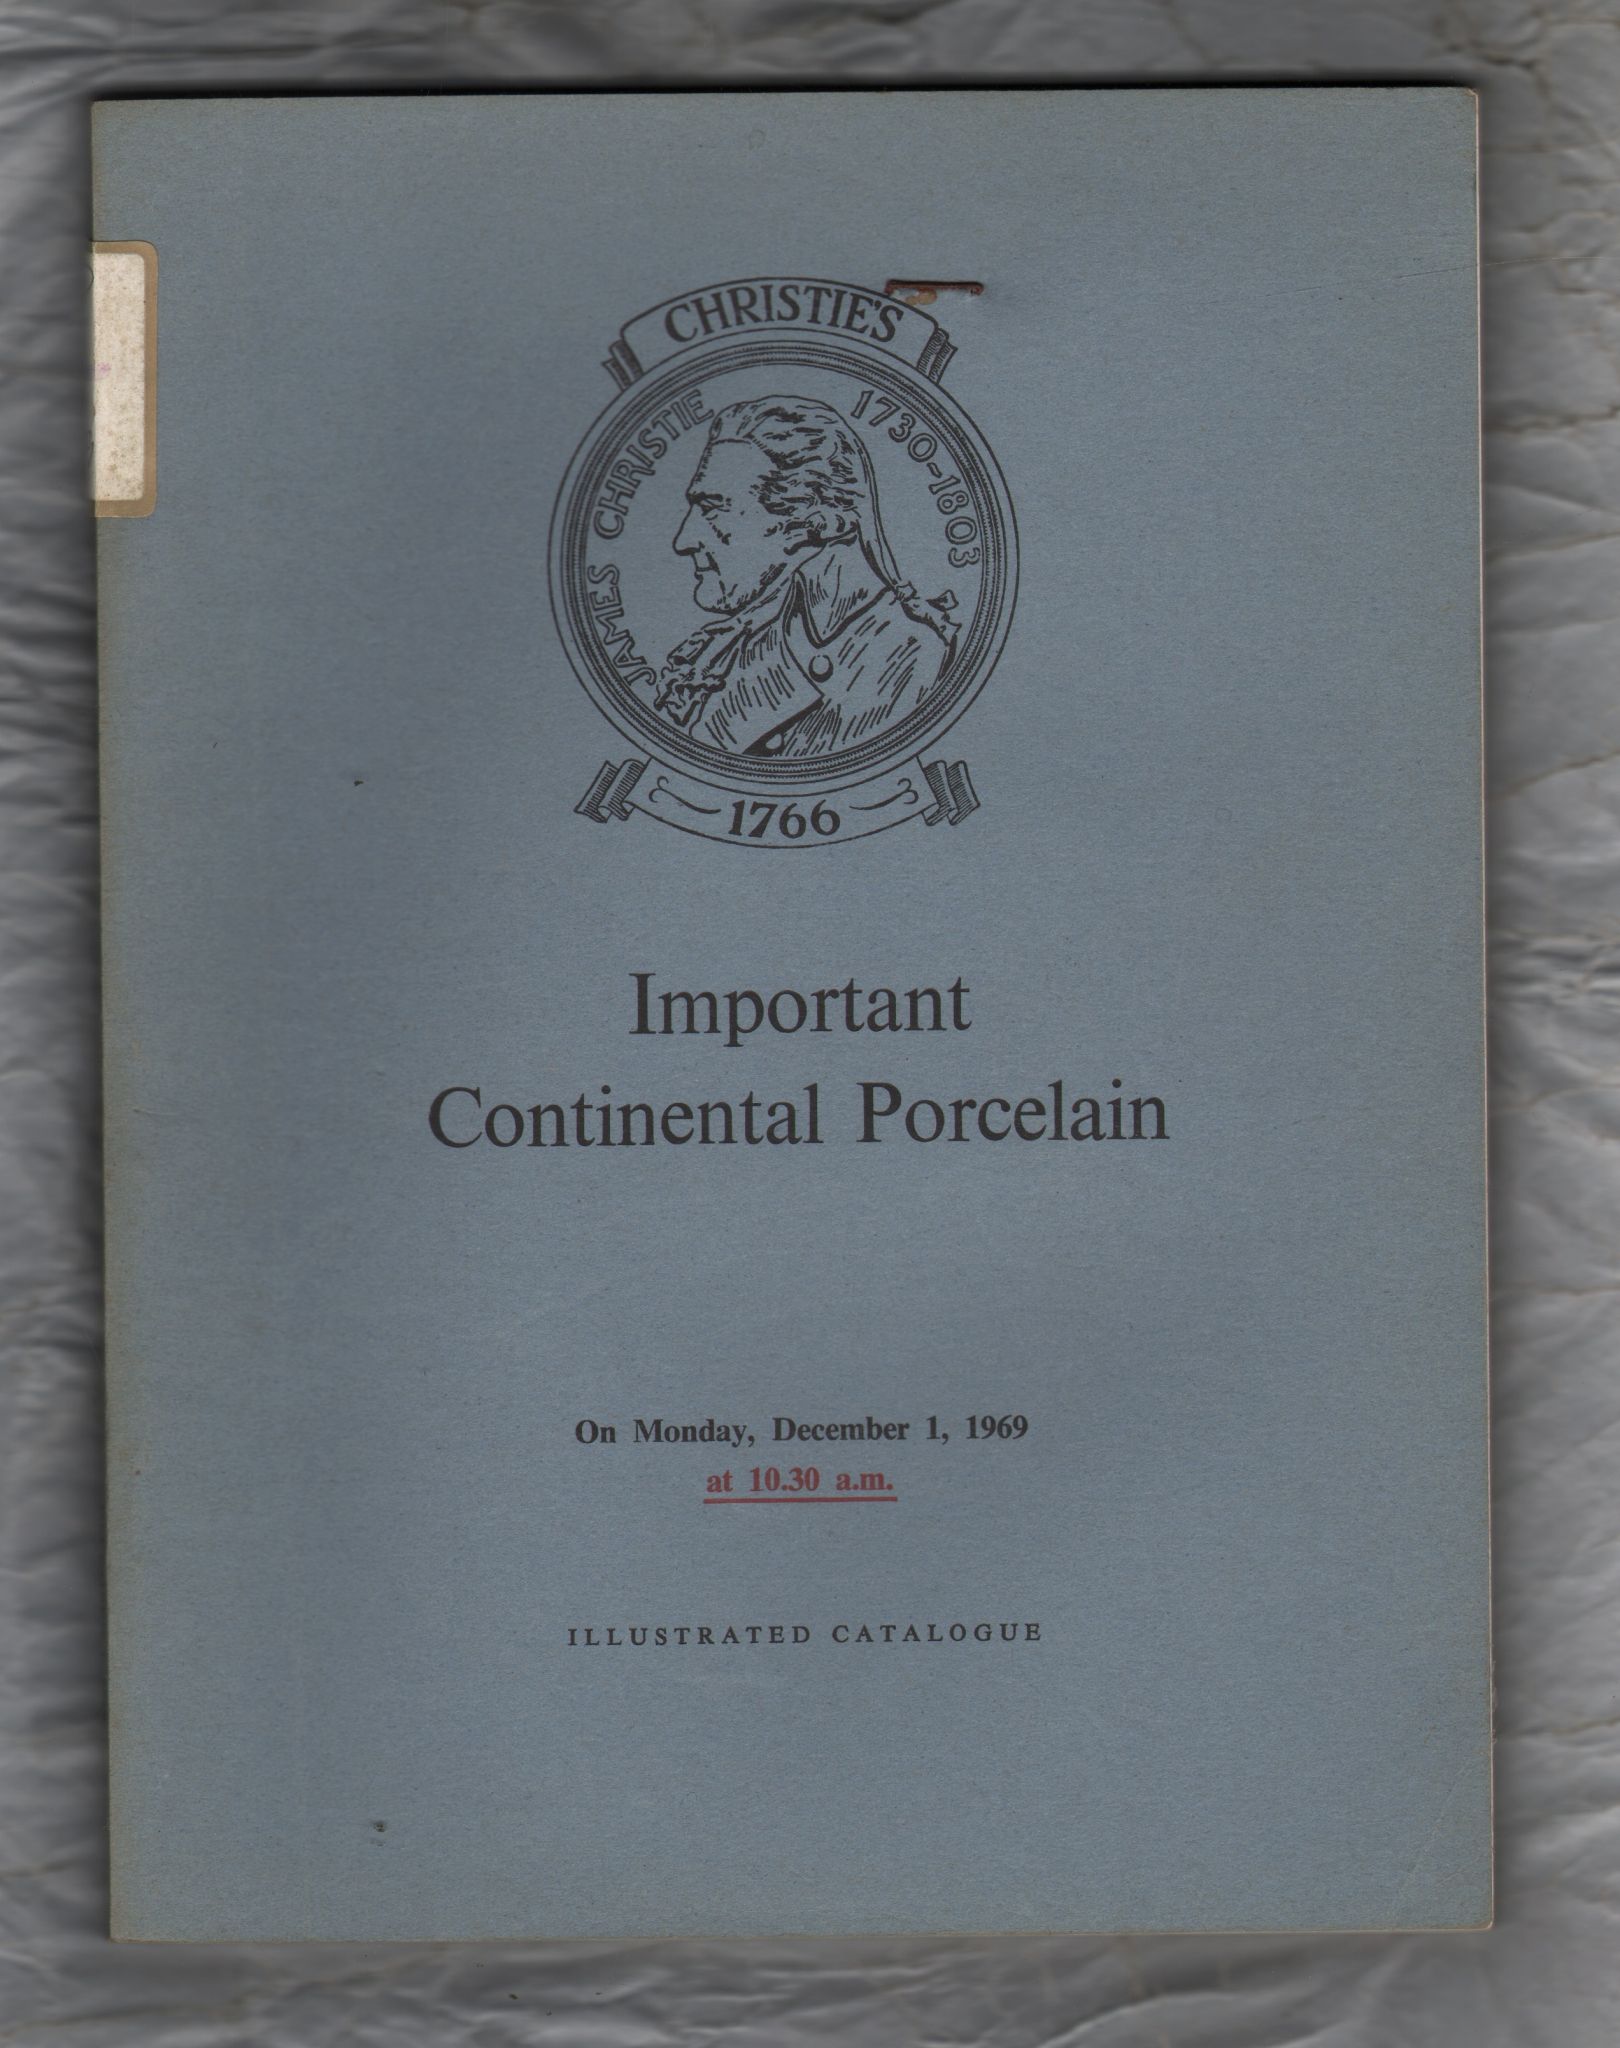 CHRISTIE'S
JAMES CHRISTIE 1730-1803
1766
Important
Continental Porcelain
On Monday, December 1, 1969
at 10.30 a.m.
ILLUSTRATED CATALOGUE